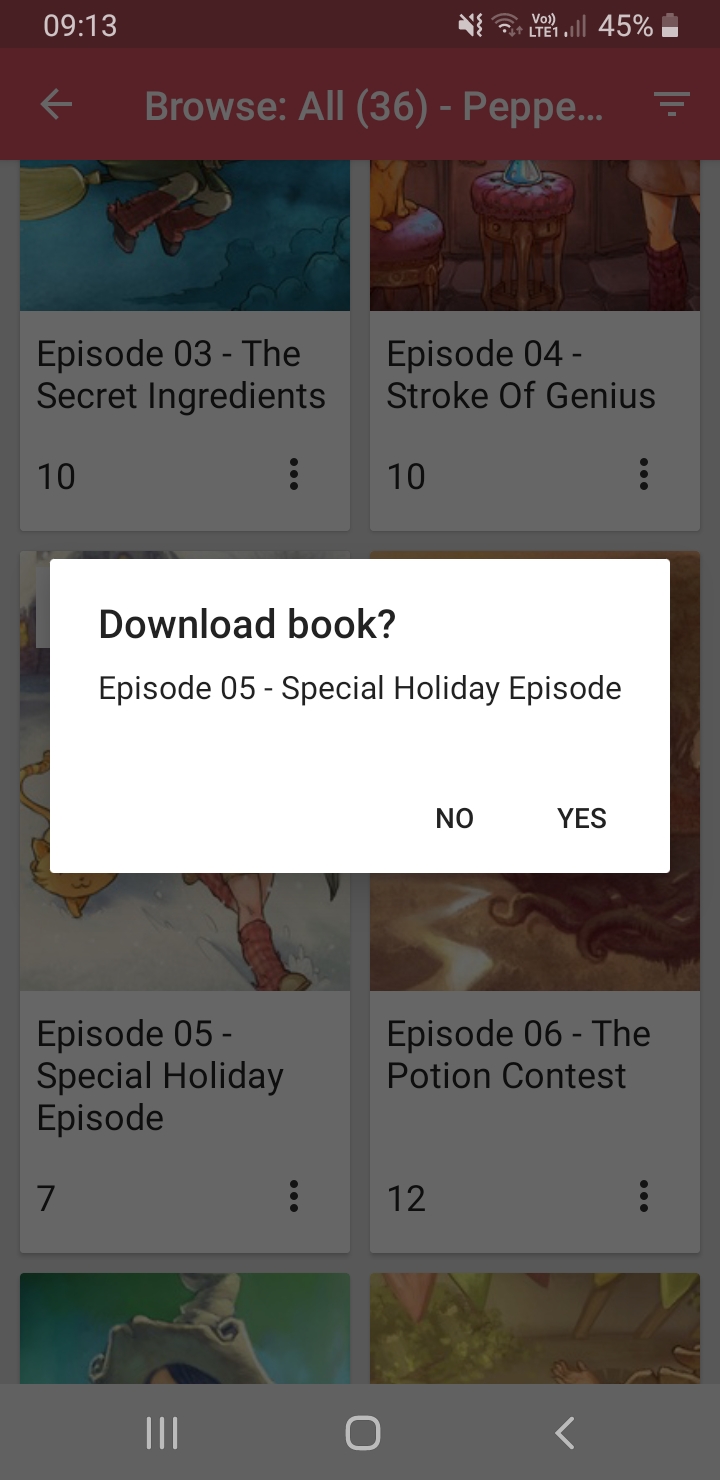 09:13
Vo)) LTE1 45%
Browse: All (36) - Peppe...
Episode 03 - The
Secret Ingredients
10
Episode 04 -
Stroke Of Genius
10
Download book?
Episode 05 - Special Holiday Episode
NO YES
Episode 05 -
Special Holiday
Episode
7
Episode 06 - The
Potion Contest
12